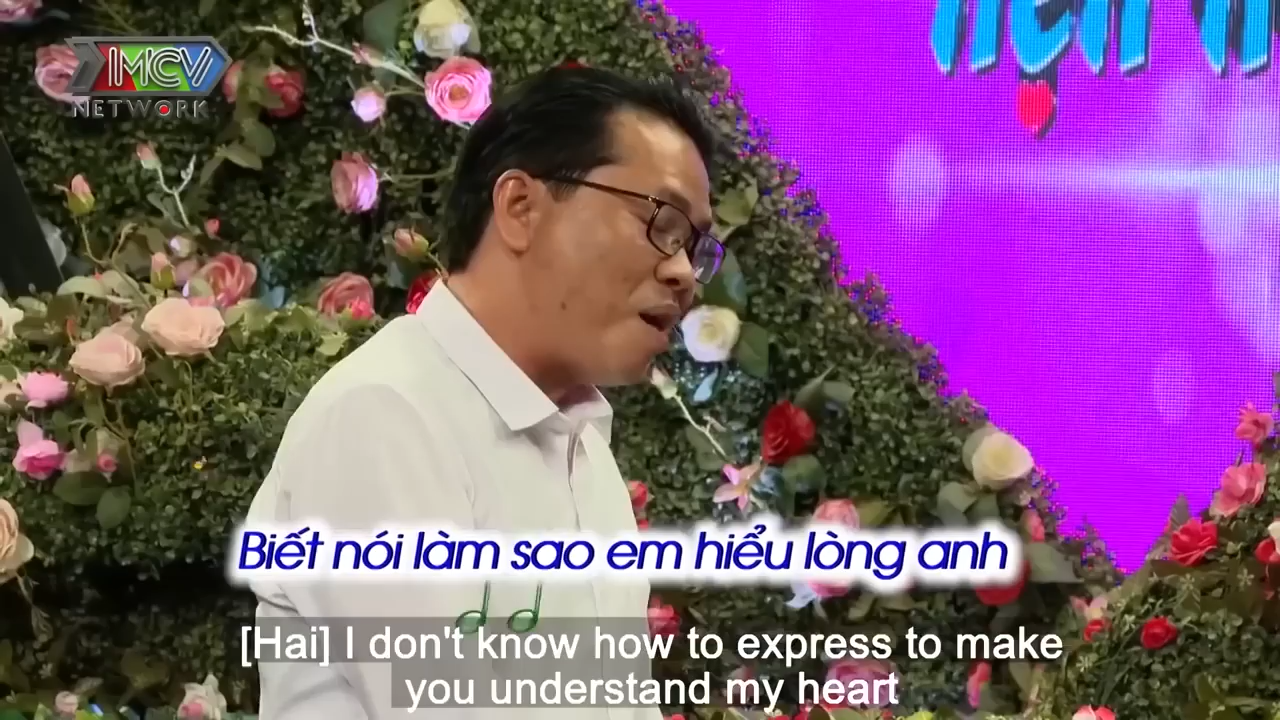 MCV
NETWORK
Biết nói làm sao em hiểu lòng anh
[Hai] I don't know how to express to make
you understand my heart